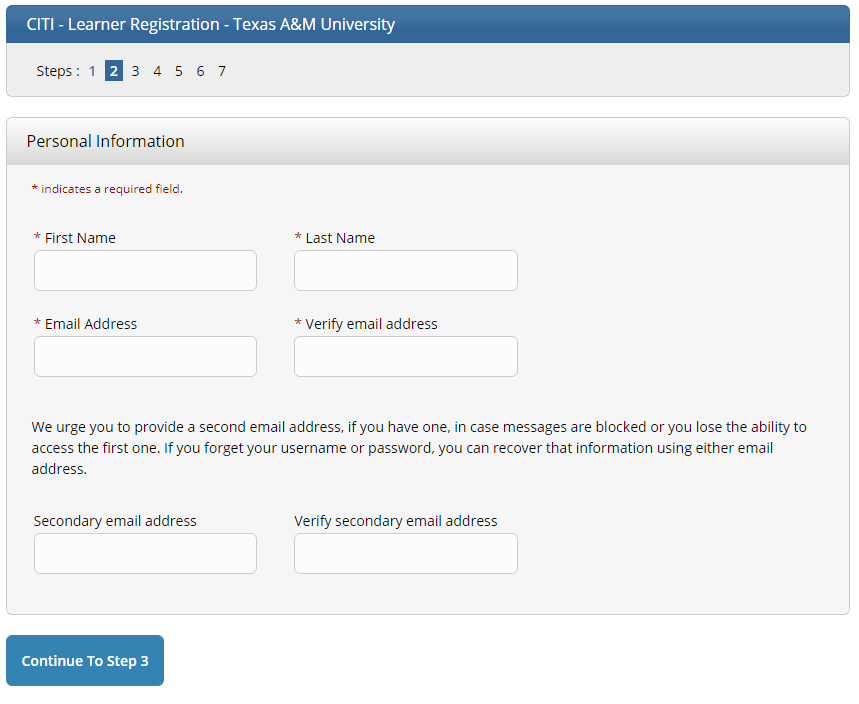 CITI - Learner Registration - Texas A&M University
Steps : 1 2 3 4 5 6 7
Personal Information
* indicates a required field.
* First Name * Last Name
* Email Address * Verify email address
We urge you to provide a second email address, if you have one, in case messages are blocked or you lose the ability to
access the first one. If you forget your username or password, you can recover that information using either email
address.
Secondary email address Verify secondary email address
Continue To Step 3